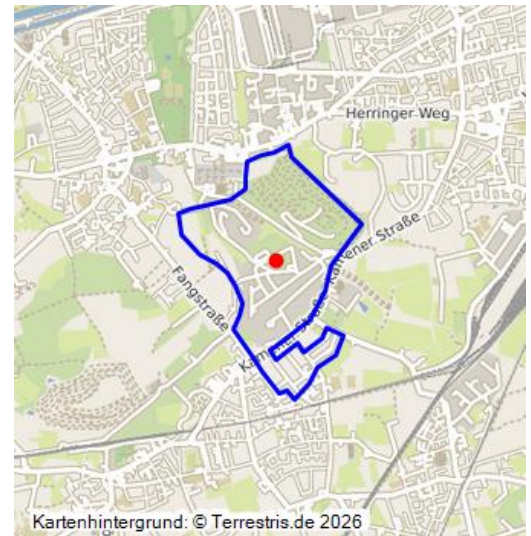 Herringer Weg
Kamener Straße
Fangstraße
Kamener Straße
Kartenhintergrund: © Terrestris.de 2026